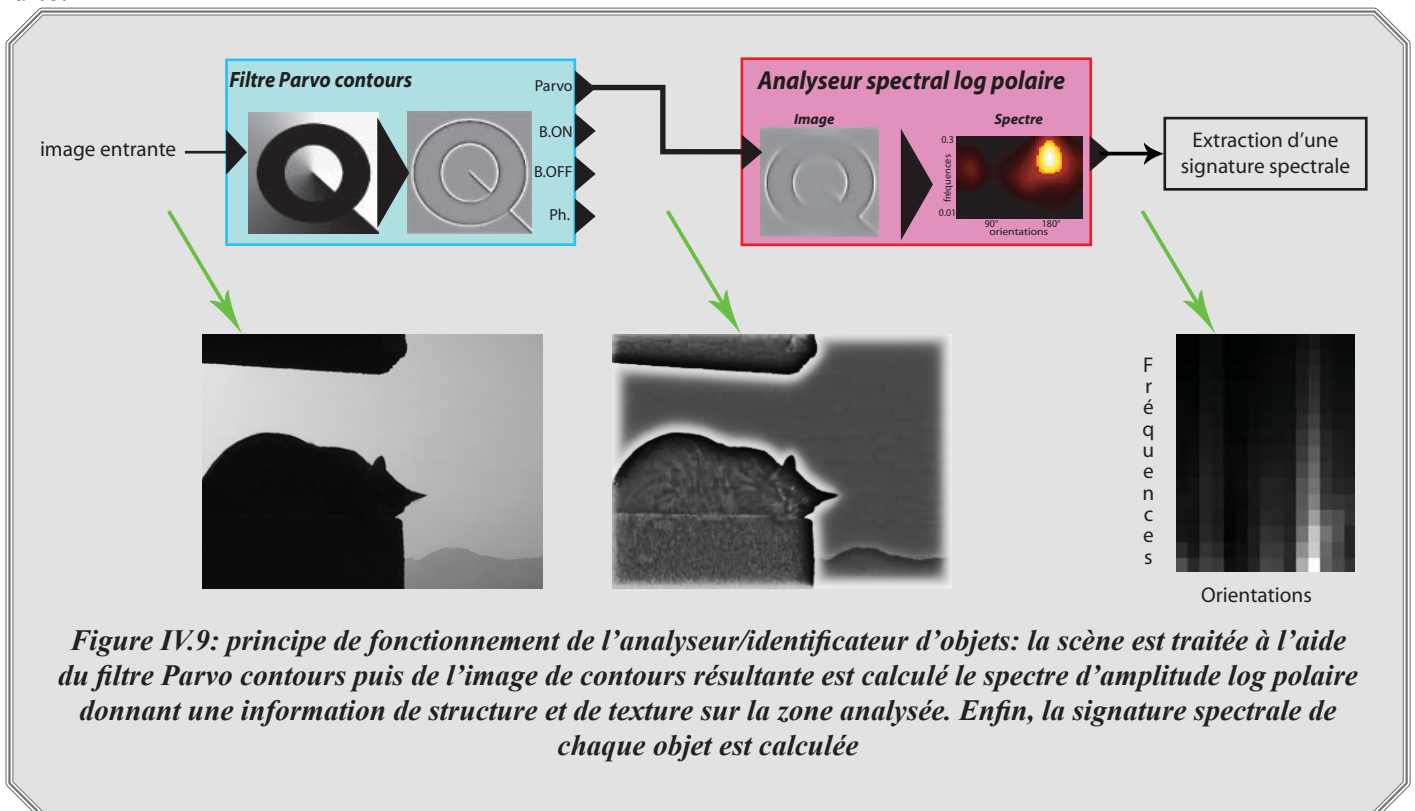 Filtre Parvo contours
Parvo
B.ON
B.OFF
Ph.
image entrante
Analyseur spectral log polaire
Image
Spectre
0.3
fréquences
0.01
90°
180°
orientations
Extraction d’une
signature spectrale
Fréquences
Orientations
Figure IV.9: principe de fonctionnement de l’analyseur/identificateur d’objets: la scène est traitée à l’aide
du filtre Parvo contours puis de l’image de contours résultante est calculé le spectre d’amplitude log polaire
donnant une information de structure et de texture sur la zone analysée. Enfin, la signature spectrale de
chaque objet est calculée